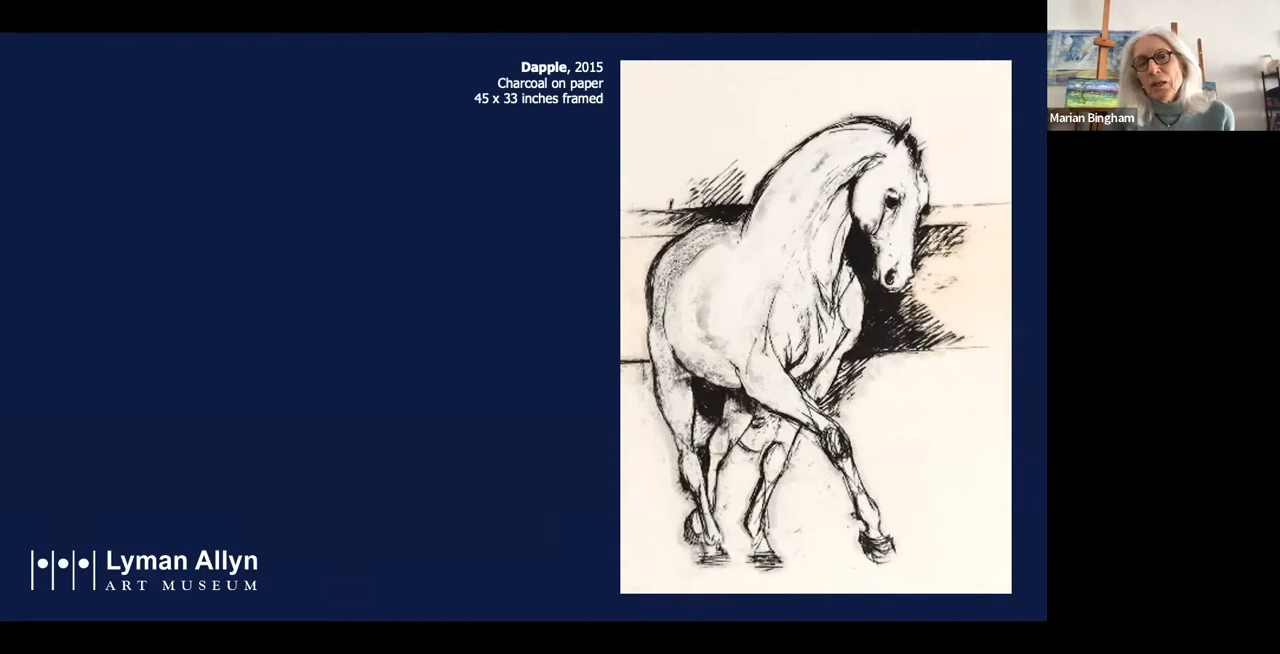 Dapple, 2015
Charcoal on paper
45 x 33 inches framed
Marian Bingham
Lyman Allyn
ART MUSEUM